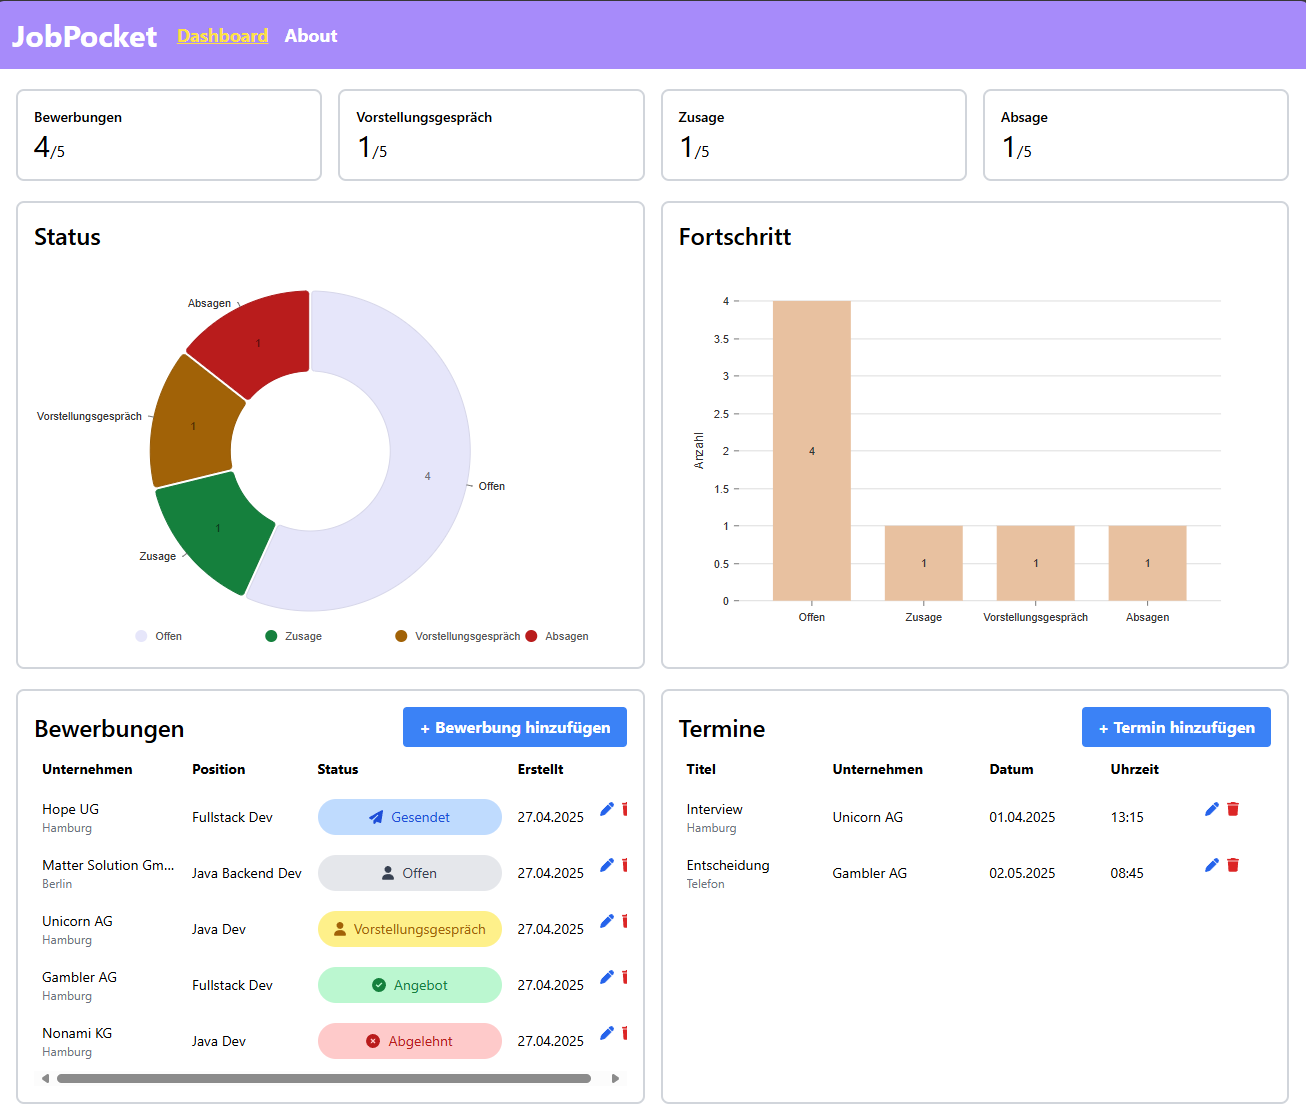 JobPocket Dashboard About
Bewerbungen
4/5
Vorstellungsgespräch
1/5
Zusage
1/5
Absage
1/5
Status
Absagen
1
Vorstellungsgespräch
1
4
Offen
1
Zusage
Offen Zusage Vorstellungsgespräch Absagen
Fortschritt
Anzahl
4
3.5
3
2.5
2
1.5
1
0.5
0
4
1
1
1
Offen Zusage Vorstellungsgespräch Absagen
Bewerbungen
+ Bewerbung hinzufügen
Unternehmen Position Status Erstellt
Hope UG
Hamburg
Fullstack Dev Gesendet 27.04.2025
Matter Solution Gm...
Berlin
Java Backend Dev Offen 27.04.2025
Unicorn AG
Hamburg
Java Dev Vorstellungsgespräch 27.04.2025
Gambler AG
Hamburg
Fullstack Dev Angebot 27.04.2025
Nonami KG
Hamburg
Java Dev Abgelehnt 27.04.2025
Termine
+ Termin hinzufügen
Titel Unternehmen Datum Uhrzeit
Interview
Hamburg
Unicorn AG 01.04.2025 13:15
Entscheidung
Telefon
Gambler AG 02.05.2025 08:45